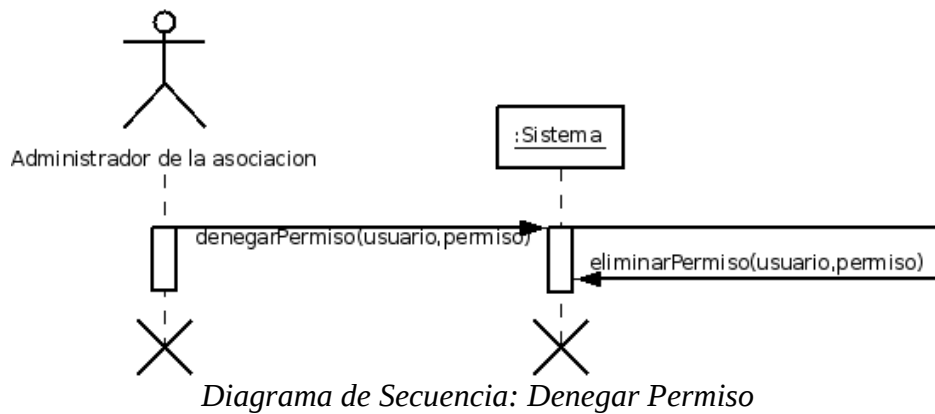 :Sistema
Administrador de la asociacion
denegarPermiso(usuario,permiso)
eliminarPermiso(usuario,permiso)
Diagrama de Secuencia: Denegar Permiso